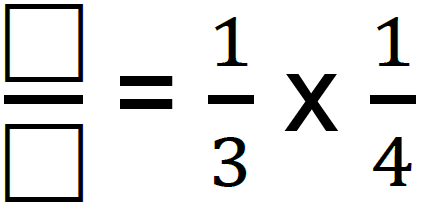 □/□ = 1/3 x 1/4